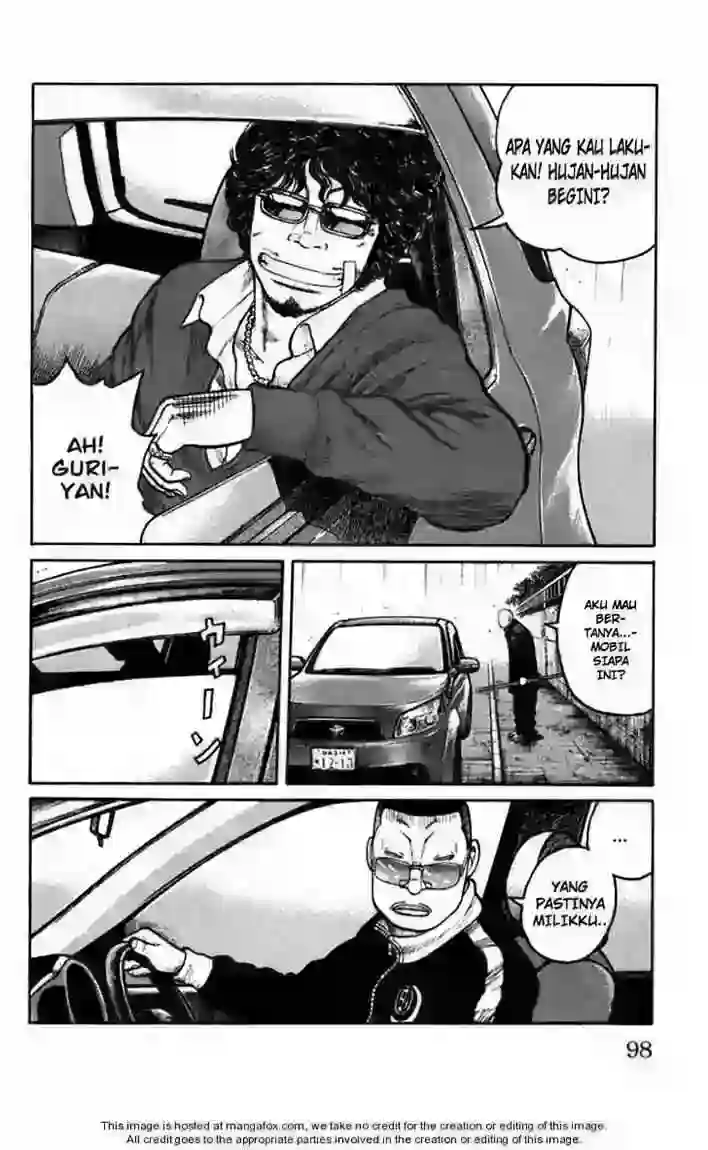 APA YANG KAU LAKU-
KAN! HUJAN-HUJAN
BEGINI?
AH!
GURI-
YAN!
ウィーン
AKU MAU
BER-
TANYA...-
MOBIL
SIAPA
INI?
12-13
...
YANG
PASTINYA
MILIKKU..
98
This image is hosted at mangafox.com, we take no credit for the creation or editing of this image.
All credit goes to the appropriate parties involved in the creation or editing of this image.